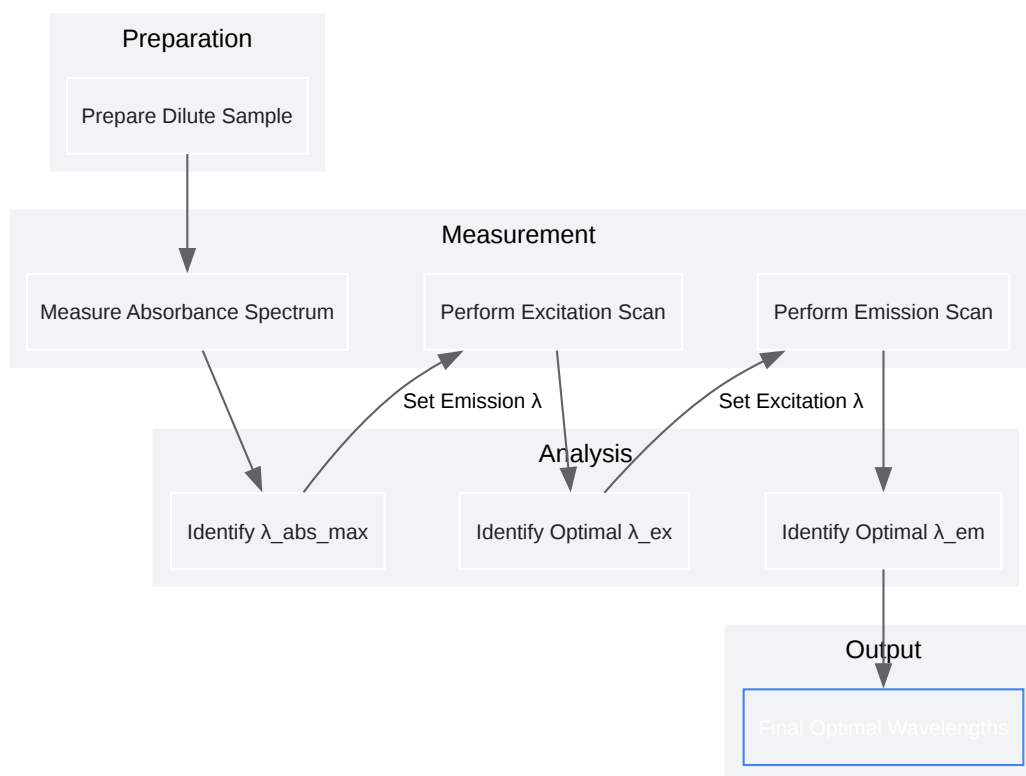 Preparation
Prepare Dilute Sample
Measurement
Measure Absorbance Spectrum
Perform Excitation Scan
Perform Emission Scan
Set Emission λ
Set Excitation λ
Analysis
Identify λ_abs_max
Identify Optimal λ_ex
Identify Optimal λ_em
Output
Final Optimal Wavelengths